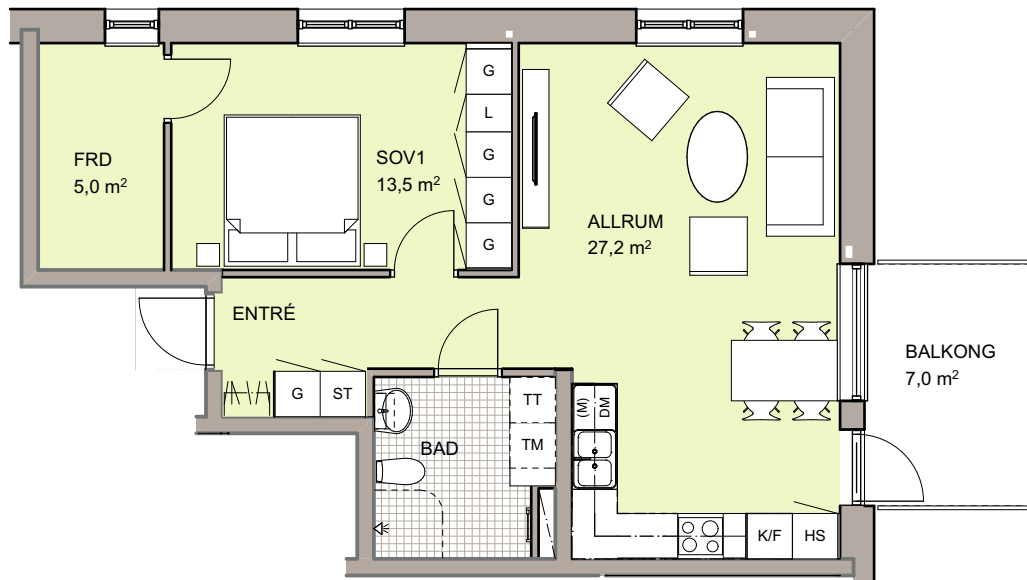 FRD
5,0 m²
SOV1
13,5 m²
G
L
G
G
G
ALLRUM
27,2 m²
ENTRÉ
G
ST
BAD
TT
TM
(M)
DM
K/F
HS
BALKONG
7,0 m²